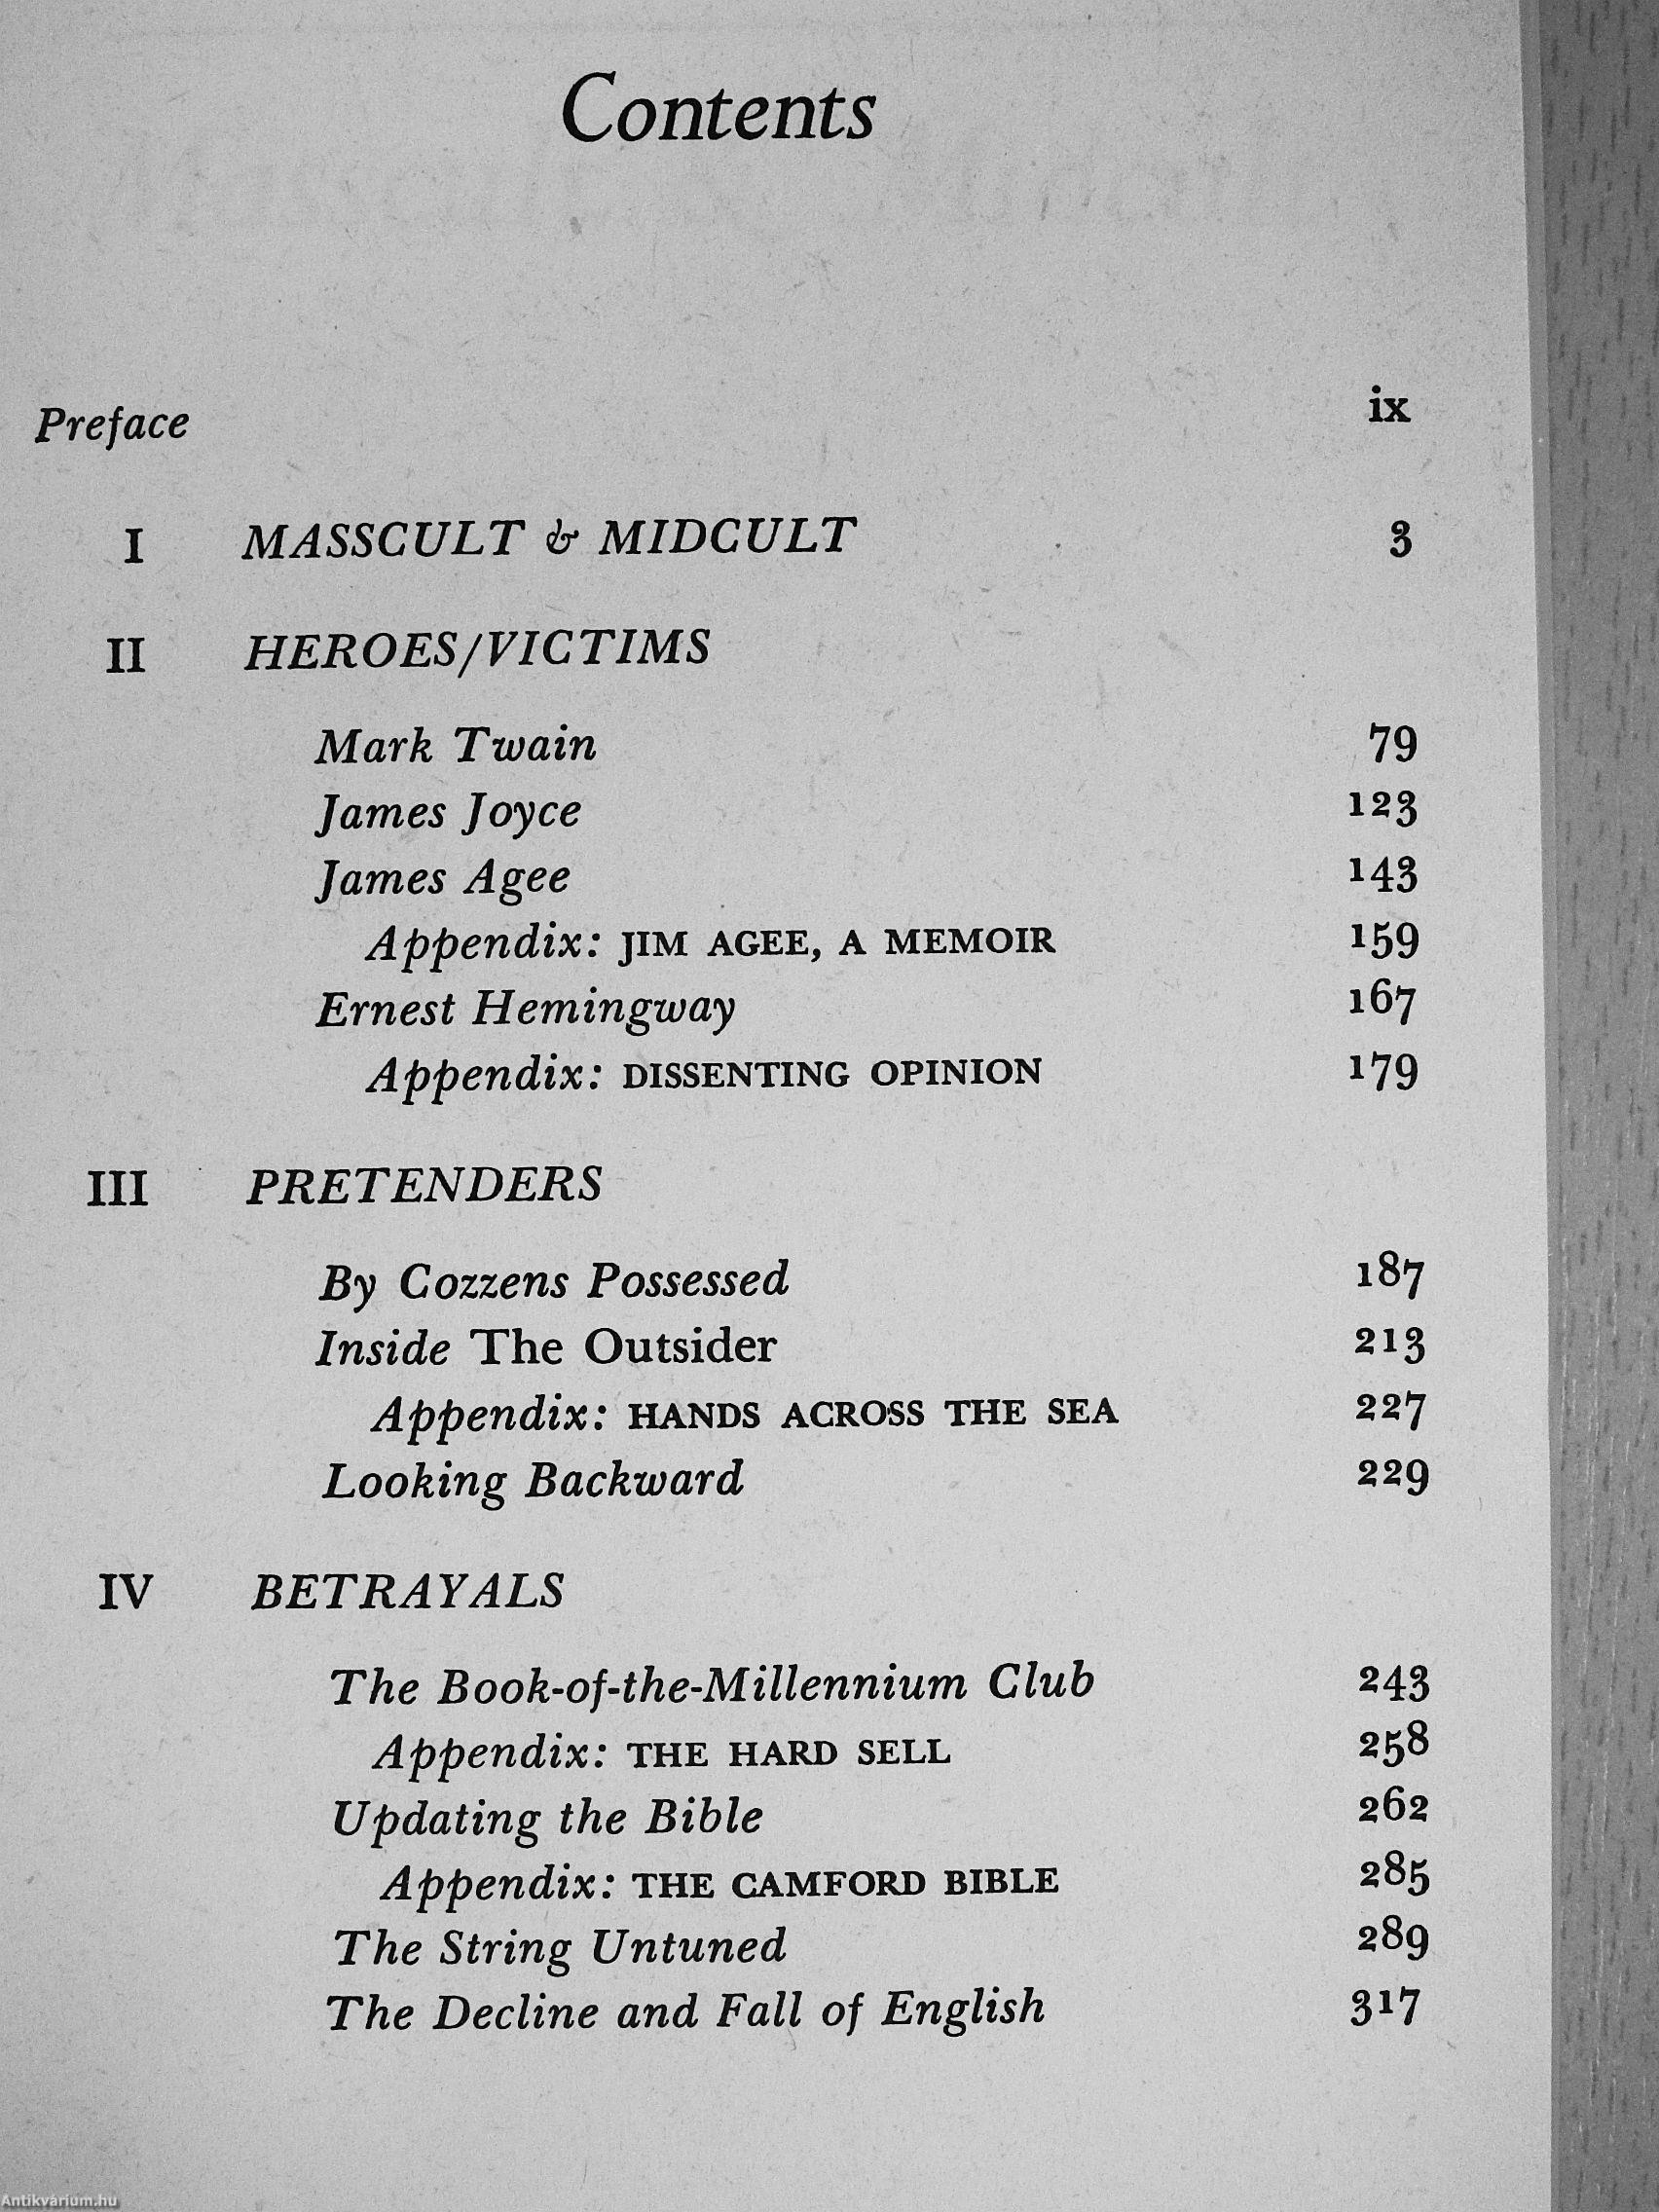 Contents
Preface ix
I MASSCULT & MIDCULT 3
II HEROES/VICTIMS
Mark Twain 79
James Joyce 123
James Agee 143
Appendix: JIM AGEE, A MEMOIR 159
Ernest Hemingway 167
Appendix: DISSENTING OPINION 179
III PRETENDERS
By Cozzens Possessed 187
Inside The Outsider 213
Appendix: HANDS ACROSS THE SEA 227
Looking Backward 229
IV BETRAYALS
The Book-of-the-Millennium Club 243
Appendix: THE HARD SELL 258
Updating the Bible 262
Appendix: THE CAMFORD BIBLE 285
The String Untuned 289
The Decline and Fall of English 317
Antikvárium.hu